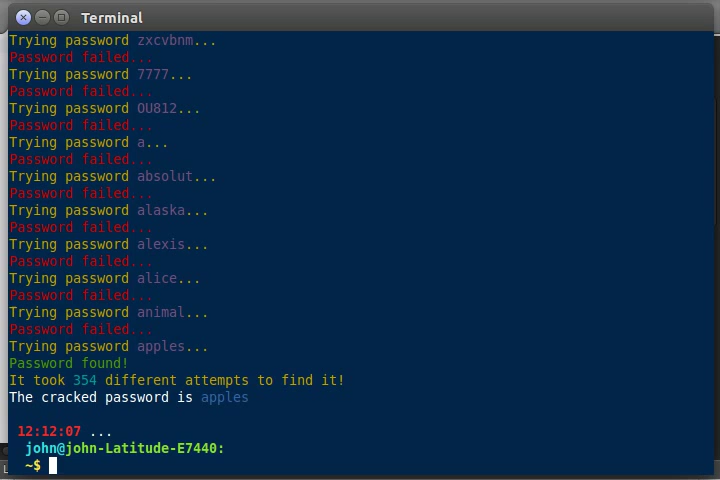 Terminal
Trying password zxcvbnm...
Password failed...
Trying password 7777...
Password failed...
Trying password OU812...
Password failed...
Trying password a...
Password failed...
Trying password absolut...
Password failed...
Trying password alaska...
Password failed...
Trying password alexis...
Password failed...
Trying password alice...
Password failed...
Trying password animal...
Password failed...
Trying password apples...
Password found!
It took 354 different attempts to find it!
The cracked password is apples
12:12:07 ...
john@john-Latitude-E7440:
~$